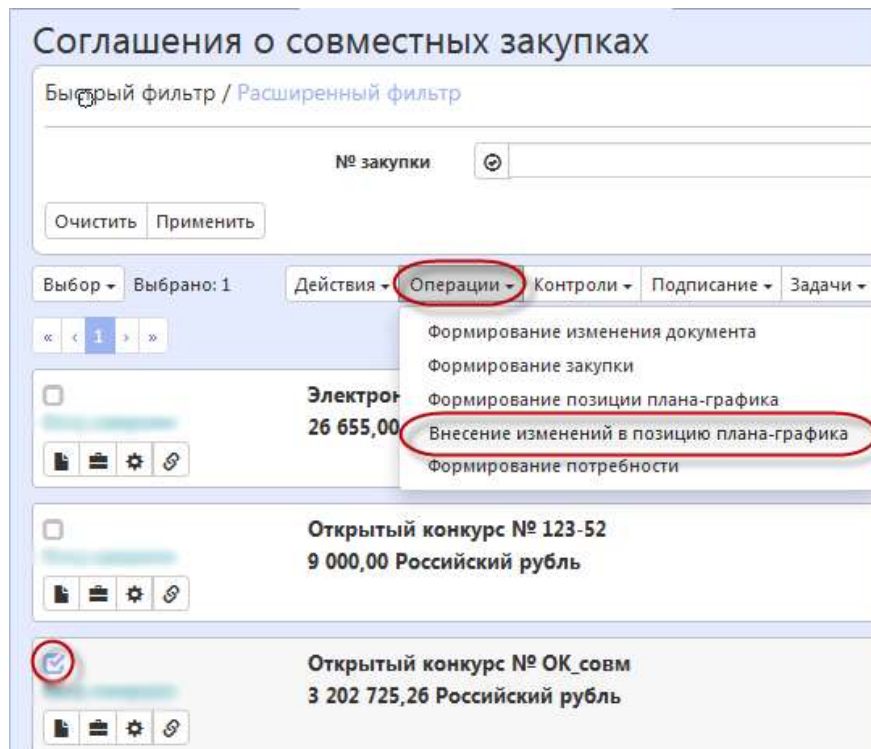 Соглашения о совместных закупках
Быстрый фильтр / Расширенный фильтр
№ закупки
Очистить Применить
Выбор Выбрано: 1 Действия Операции Контроли Подписание Задачи
« ‹ 1 › »
Формирование изменения документа
Формирование закупки
Формирование позиции плана-графика
Внесение изменений в позицию плана-графика
Формирование потребности
Электрон
26 655,00
Открытый конкурс № 123-52
9 000,00 Российский рубль
Открытый конкурс № ОК_совм
3 202 725,26 Российский рубль